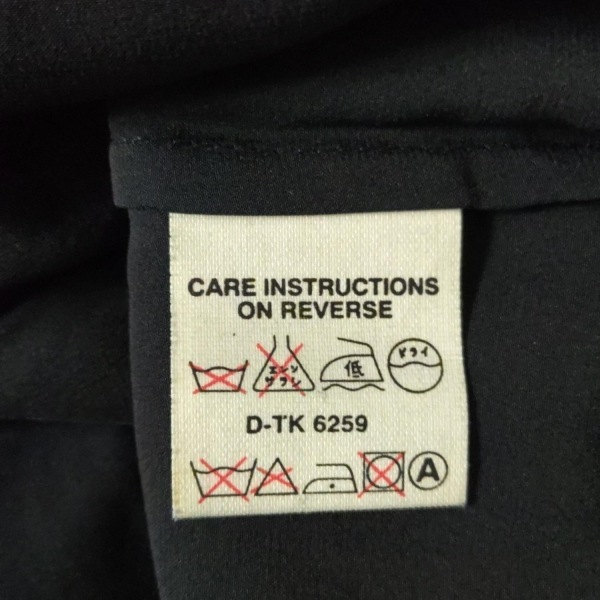 CARE INSTRUCTIONS
ON REVERSE
エンソ サラシ 低 ドライ
D-TK 6259
A